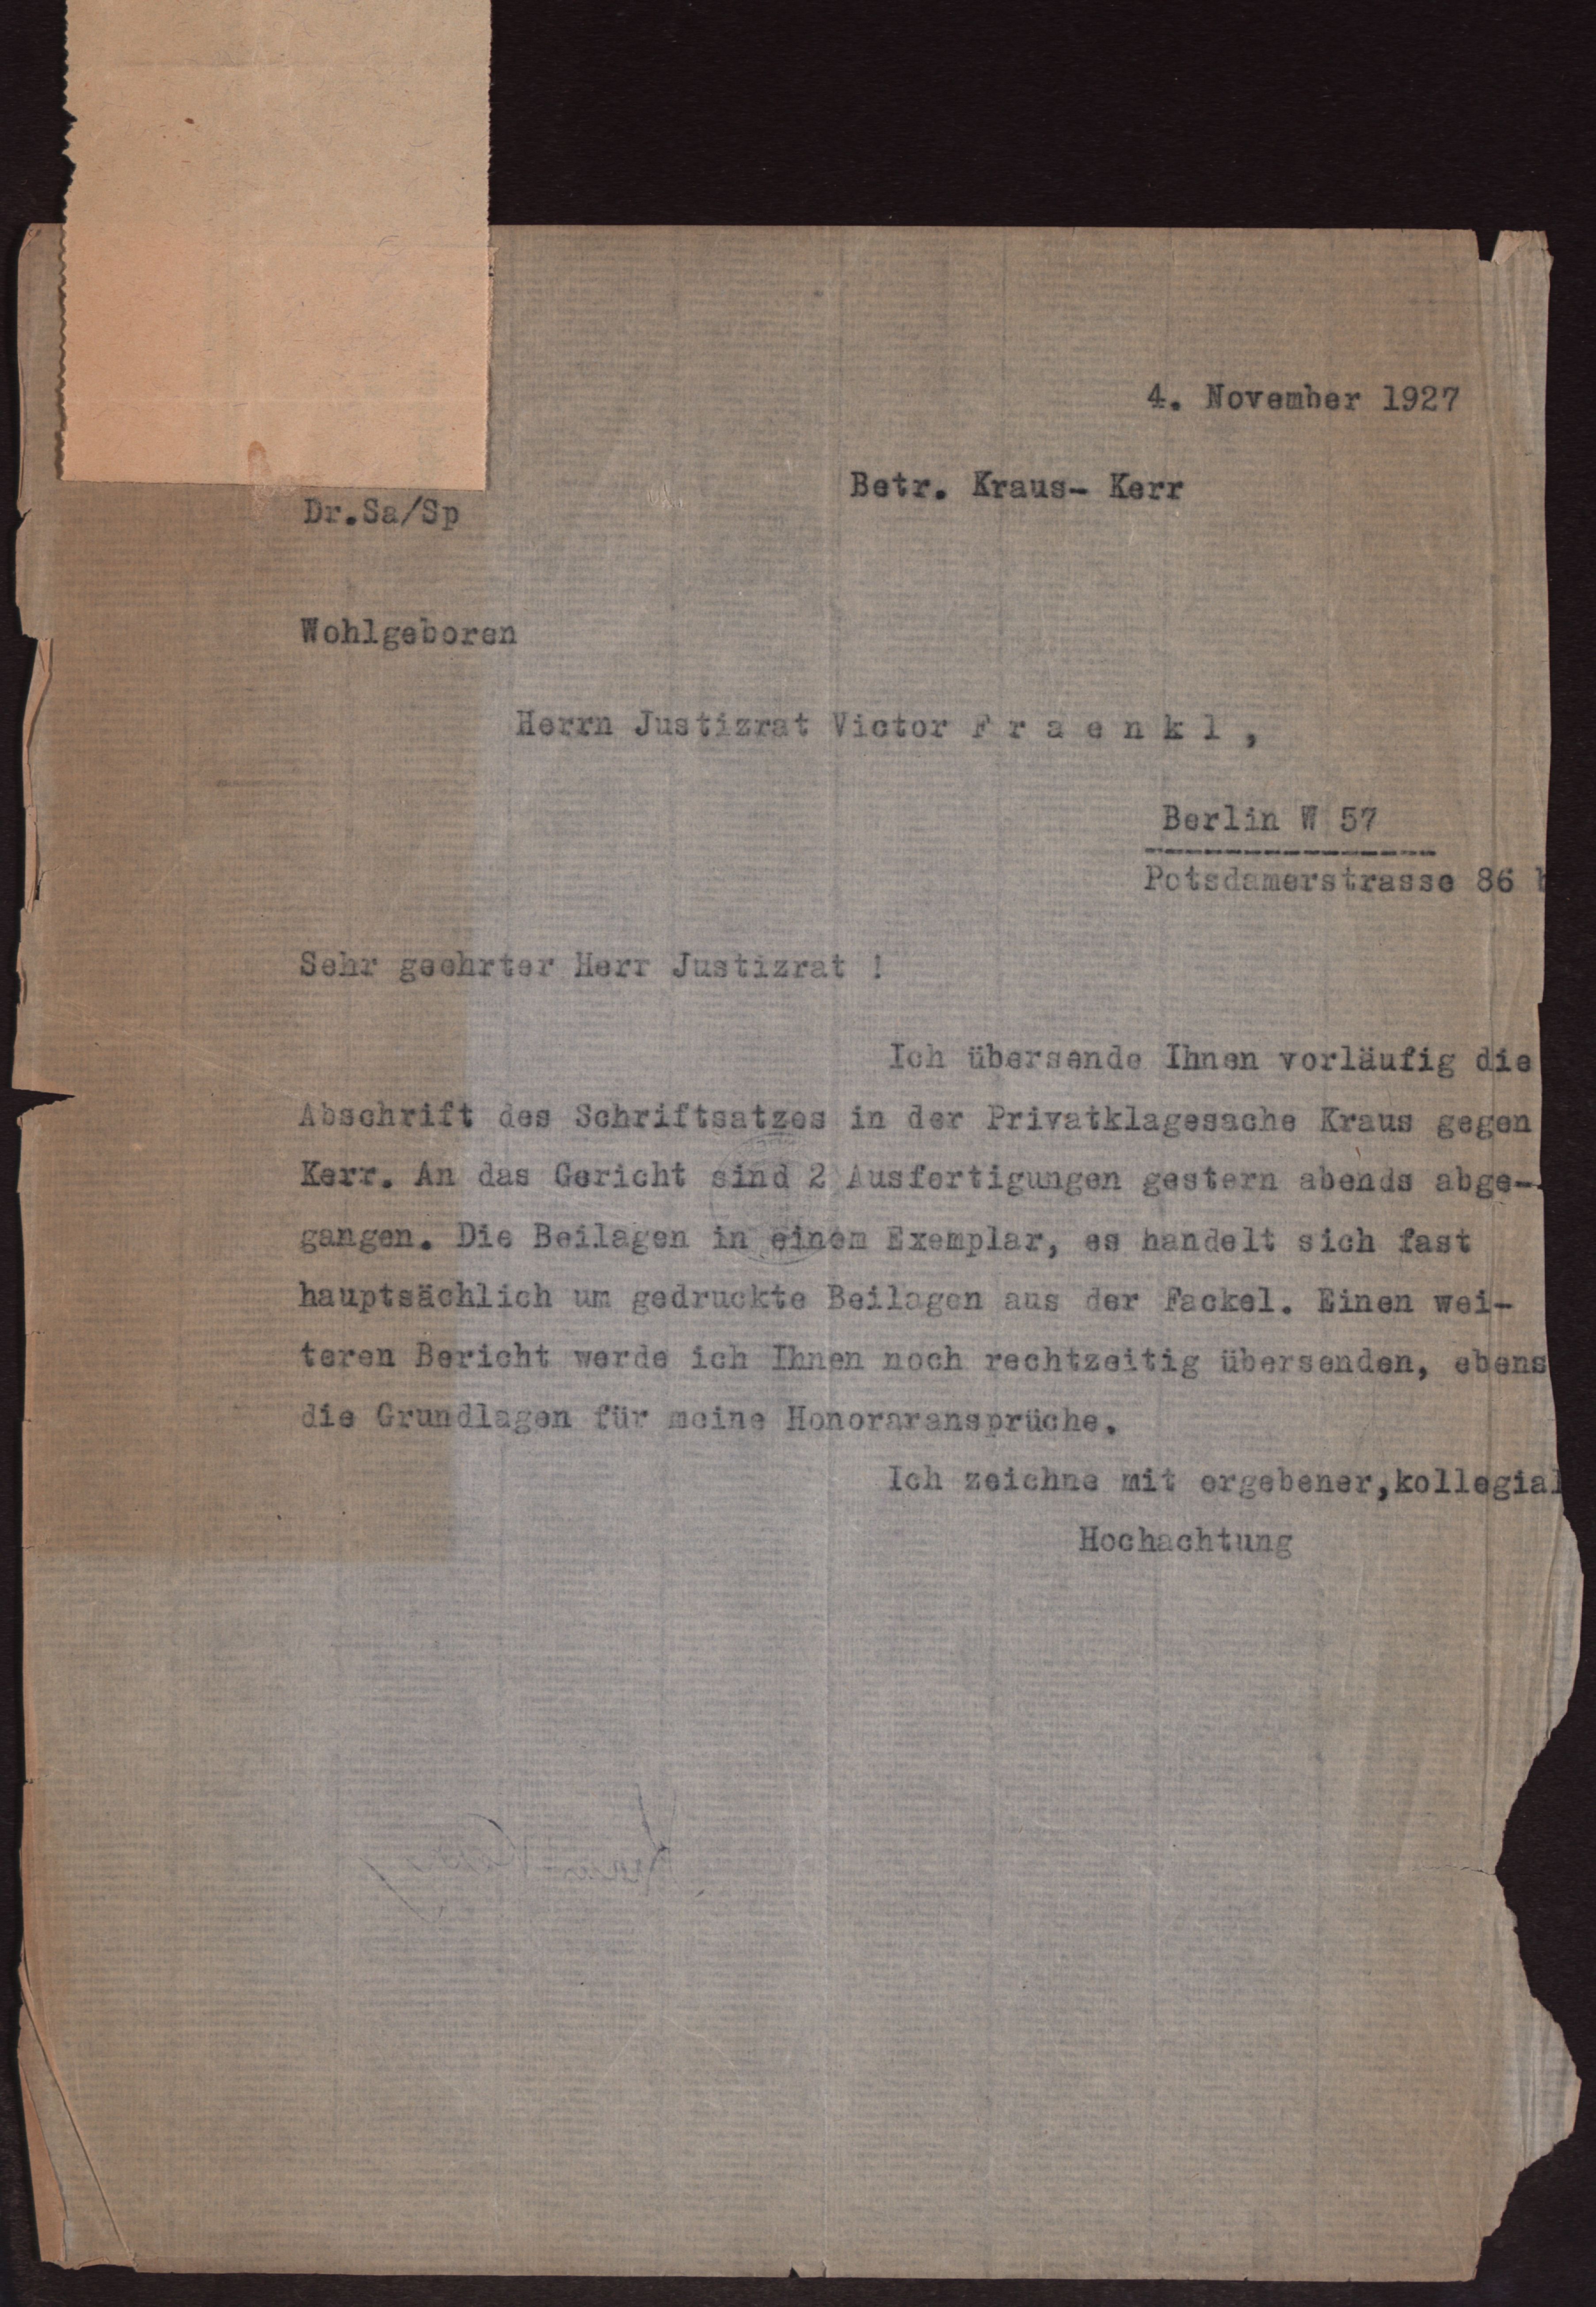 4. November 1927
Betr. Kraus- Kerr
Dr.Sa/Sp
Wohlgeboren
Herrn Justizrat Victor F r a e n k l ,
Berlin W 57
Potsdamerstrasse 86 b
Sehr geehrter Herr Justizrat !
Ich übersende Ihnen vorläufig die
Abschrift des Schriftsatzes in der Privatklagesache Kraus gegen
Kerr. An das Gericht sind 2 Ausfertigungen gestern abends abge-
gangen. Die Beilagen in einem Exemplar, es handelt sich fast
hauptsächlich um gedruckte Beilagen aus der Fackel. Einen wei-
teren Bericht werde ich Ihnen noch rechtzeitig übersenden, ebens
die Grundlagen für meine Honoraransprüche.
Ich zeichne mit ergebener,kollegial
Hochachtung